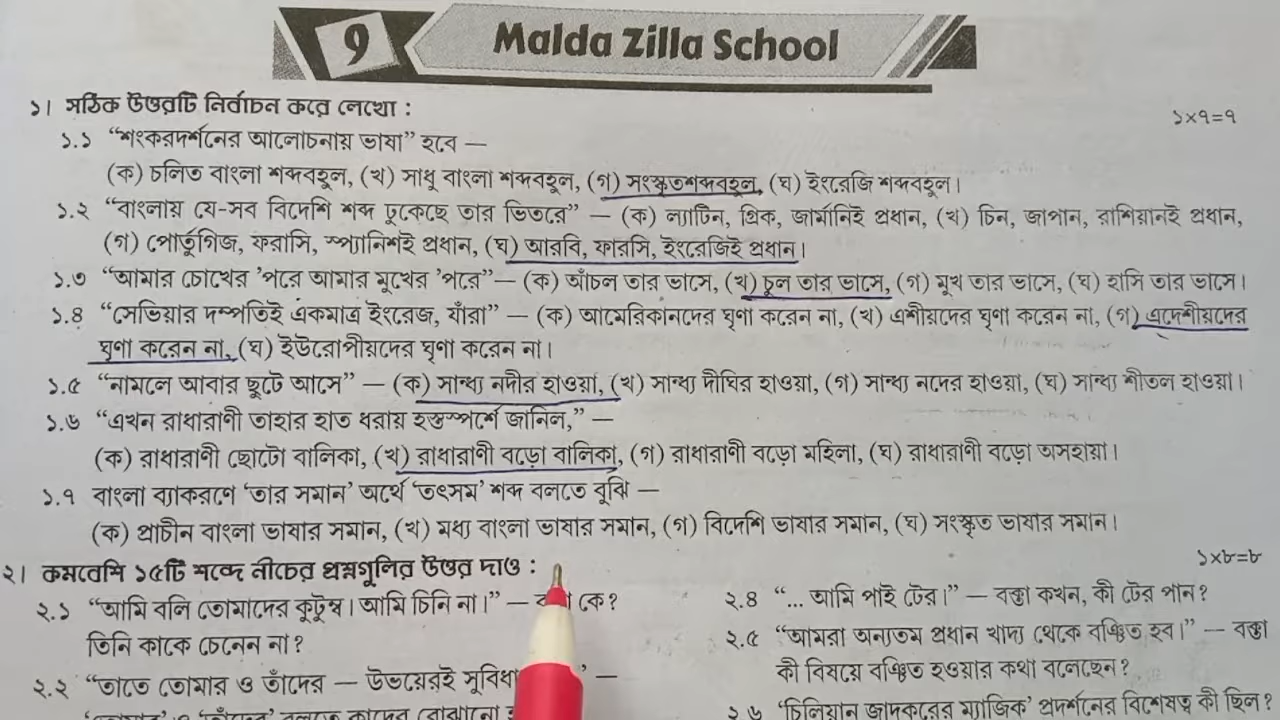 9
Malda Zilla School
১। সঠিক উত্তরটি নির্বাচন করে লেখো :
১×৭=৭
১.১ “শংকরদর্শনের আলোচনায় ভাষা” হবে —
(ক) চলিত বাংলা শব্দবহুল, (খ) সাধু বাংলা শব্দবহুল, (গ) সংস্কৃতশব্দবহুল, (ঘ) ইংরেজি শব্দবহুল।
১.২ “বাংলায় যে-সব বিদেশি শব্দ ঢুকেছে তার ভিতরে” — (ক) ল্যাটিন, গ্রিক, জার্মানিই প্রধান, (খ) চিন, জাপান, রাশিয়ানই প্রধান,
(গ) পোর্তুগিজ, ফরাসি, স্প্যানিশই প্রধান, (ঘ) আরবি, ফারসি, ইংরেজিই প্রধান।
১.৩ “আমার চোখের ’পরে আমার মুখের ’পরে”— (ক) আঁচল তার ভাসে, (খ) চুল তার ভাসে, (গ) মুখ তার ভাসে, (ঘ) হাসি তার ভাসে।
১.৪ “সেভিয়ার দম্পতিই একমাত্র ইংরেজ, যাঁরা” — (ক) আমেরিকানদের ঘৃণা করেন না, (খ) এশীয়দের ঘৃণা করেন না, (গ) এদেশীয়দের
ঘৃণা করেন না, (ঘ) ইউরোপীয়দের ঘৃণা করেন না।
১.৫ “নামলে আবার ছুটে আসে” — (ক) সান্ধ্য নদীর হাওয়া, (খ) সান্ধ্য দীঘির হাওয়া, (গ) সান্ধ্য নদের হাওয়া, (ঘ) সান্ধ্য শীতল হাওয়া।
১.৬ “এখন রাধারাণী তাহার হাত ধরায় হস্তস্পর্শে জানিল,” —
(ক) রাধারাণী ছোটো বালিকা, (খ) রাধারাণী বড়ো বালিকা, (গ) রাধারাণী বড়ো মহিলা, (ঘ) রাধারাণী বড়ো অসহায়া।
১.৭ বাংলা ব্যাকরণে ‘তার সমান’ অর্থে ‘তৎসম’ শব্দ বলতে বুঝি —
(ক) প্রাচীন বাংলা ভাষার সমান, (খ) মধ্য বাংলা ভাষার সমান, (গ) বিদেশি ভাষার সমান, (ঘ) সংস্কৃত ভাষার সমান।
২। কমবেশি ১৫টি শব্দে নীচের প্রশ্নগুলির উত্তর দাও :
১×৮=৮
২.১ “আমি বলি তোমাদের কুটুম্ব। আমি চিনি না।” — কে?
তিনি কাকে চেনেন না?
২.২ “তাতে তোমার ও তাঁদের — উভয়েরই —
২.৪ “... আমি পাই টের।” — বক্তা কখন, কী টের পান?
২.৫ “আমরা অন্যতম প্রধান খাদ্য থেকে বঞ্চিত হব।” — বক্তা
কী বিষয়ে বঞ্চিত হওয়ার কথা বলেছেন?
২.৬ ‘চিলিয়ান জাদুকরের ম্যাজিক’ প্রদর্শনের বিশেষত্ব কী ছিল?